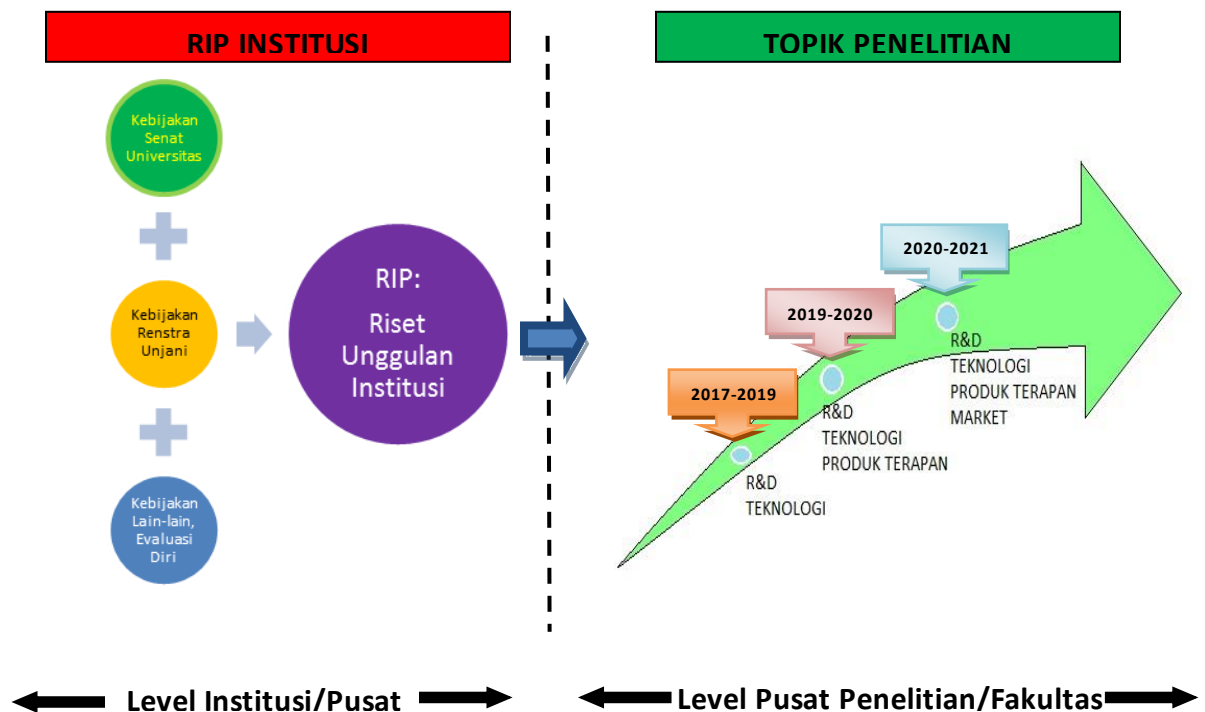 RIP INSTITUSI
TOPIK PENELITIAN
Kebijakan
Senat
Universitas
Kebijakan
Renstra
Unjani
Kebijakan
Lain-lain,
Evaluasi
Diri
RIP:
Riset
Unggulan
Institusi
2017-2019
R&D
TEKNOLOGI
2019-2020
R&D
TEKNOLOGI
PRODUK TERAPAN
2020-2021
R&D
TEKNOLOGI
PRODUK TERAPAN
MARKET
Level Institusi/Pusat
Level Pusat Penelitian/Fakultas